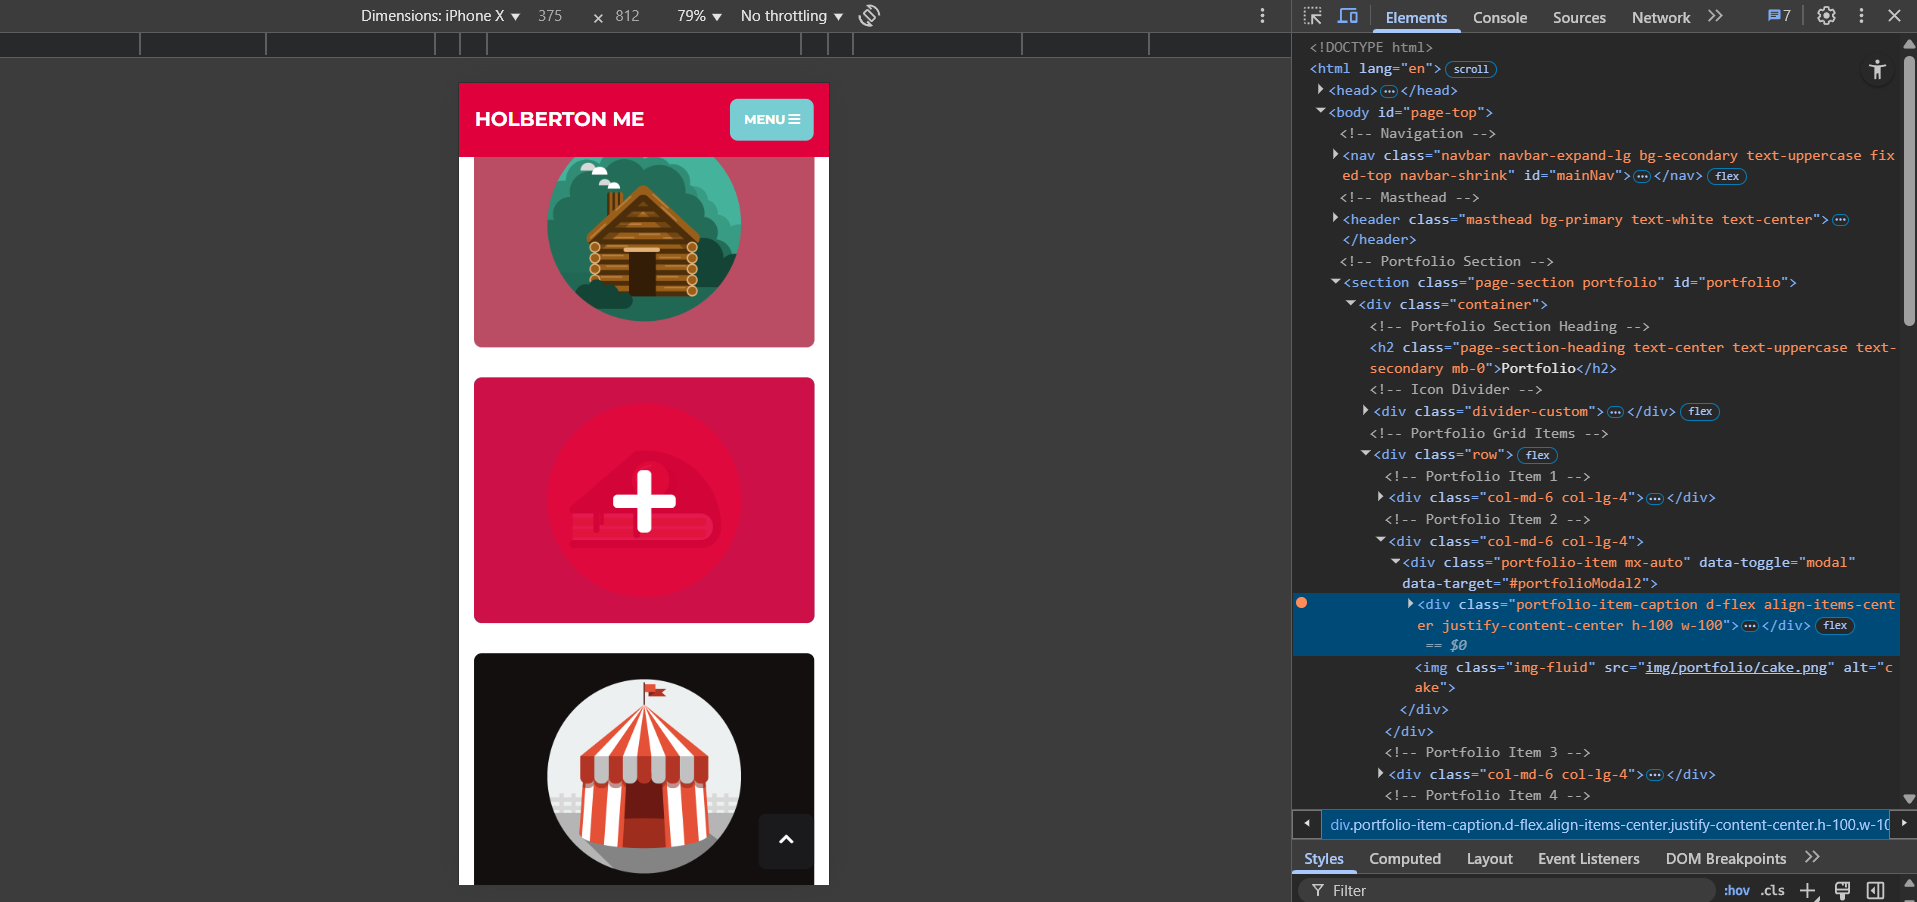 Dimensions: iPhone X ▼ 375 × 812 79% ▼ No throttling ▼
Elements Console Sources Network 7
HOLBERTON ME
MENU
<!DOCTYPE html>
<html lang="en"> scroll
<head> ⋯ </head>
<body id="page-top">
<!-- Navigation -->
<nav class="navbar navbar-expand-lg bg-secondary text-uppercase fix
ed-top navbar-shrink" id="mainNav"> ⋯ </nav> flex
<!-- Masthead -->
<header class="masthead bg-primary text-white text-center"> ⋯
</header>
<!-- Portfolio Section -->
<section class="page-section portfolio" id="portfolio">
<div class="container">
<!-- Portfolio Section Heading -->
<h2 class="page-section-heading text-center text-uppercase text-
secondary mb-0">Portfolio</h2>
<!-- Icon Divider -->
<div class="divider-custom"> ⋯ </div> flex
<!-- Portfolio Grid Items -->
<div class="row"> flex
<!-- Portfolio Item 1 -->
<div class="col-md-6 col-lg-4"> ⋯ </div>
<!-- Portfolio Item 2 -->
<div class="col-md-6 col-lg-4">
<div class="portfolio-item mx-auto" data-toggle="modal"
data-target="#portfolioModal2">
<div class="portfolio-item-caption d-flex align-items-cent
er justify-content-center h-100 w-100"> ⋯ </div> flex
== $0
<img class="img-fluid" src="img/portfolio/cake.png" alt="c
ake">
</div>
</div>
<!-- Portfolio Item 3 -->
<div class="col-md-6 col-lg-4"> ⋯ </div>
<!-- Portfolio Item 4 -->
div.portfolio-item-caption.d-flex.align-items-center.justify-content-center.h-100.w-10
Styles Computed Layout Event Listeners DOM Breakpoints
Filter :hov .cls